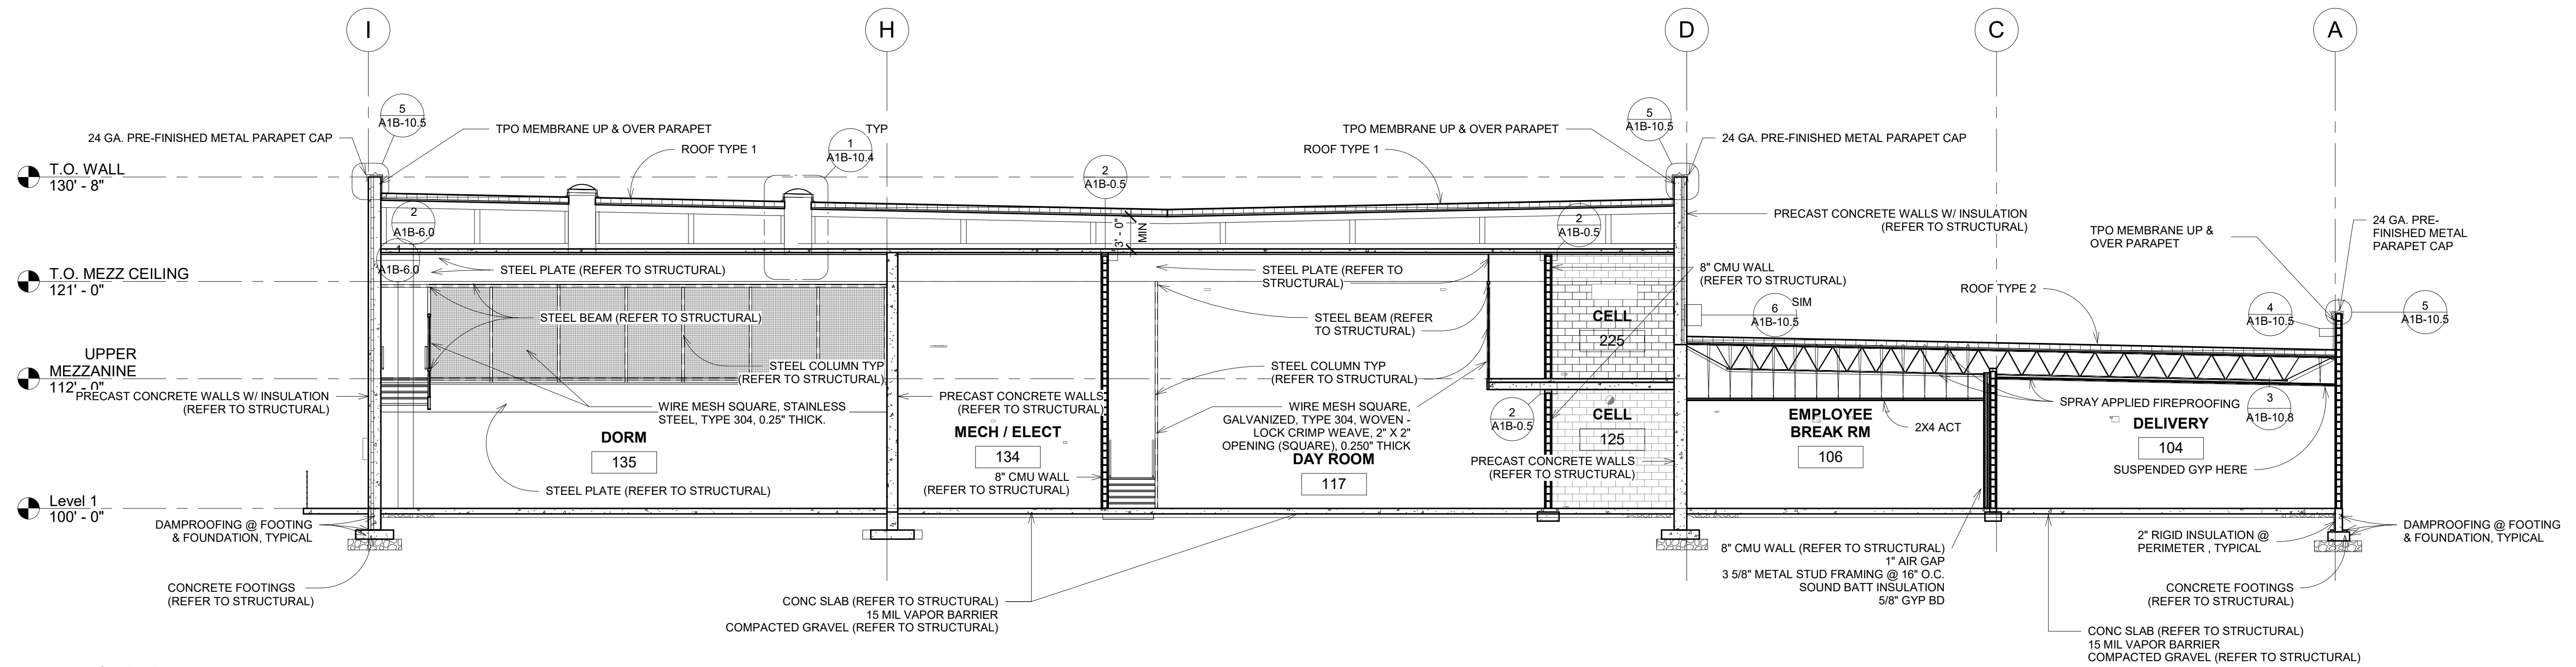 I
H
D
C
A
5
A1B-10.5
24 GA. PRE-FINISHED METAL PARAPET CAP
TPO MEMBRANE UP & OVER PARAPET
ROOF TYPE 1
TYP
1
A1B-10.4
2
A1B-0.5
TPO MEMBRANE UP & OVER PARAPET
ROOF TYPE 1
5
A1B-10.5
24 GA. PRE-FINISHED METAL PARAPET CAP
T.O. WALL
130' - 8"
2
A1B-6.0
1
A1B-6.0
3' - 0"
MIN
2
A1B-0.5
PRECAST CONCRETE WALLS W/ INSULATION
(REFER TO STRUCTURAL)
TPO MEMBRANE UP &
OVER PARAPET
24 GA. PRE-
FINISHED METAL
PARAPET CAP
T.O. MEZZ CEILING
121' - 0"
STEEL PLATE (REFER TO STRUCTURAL)
STEEL PLATE (REFER TO
STRUCTURAL)
8" CMU WALL
(REFER TO STRUCTURAL)
ROOF TYPE 2
STEEL BEAM (REFER TO STRUCTURAL)
STEEL BEAM (REFER
TO STRUCTURAL)
CELL
225
SIM
6
A1B-10.5
4
A1B-10.5
5
A1B-10.5
UPPER
MEZZANINE
112' - 0"
STEEL COLUMN TYP
(REFER TO STRUCTURAL)
STEEL COLUMN TYP
(REFER TO STRUCTURAL)
PRECAST CONCRETE WALLS W/ INSULATION
(REFER TO STRUCTURAL)
WIRE MESH SQUARE, STAINLESS
STEEL, TYPE 304, 0.25" THICK.
PRECAST CONCRETE WALLS
(REFER TO STRUCTURAL)
WIRE MESH SQUARE,
GALVANIZED, TYPE 304, WOVEN -
LOCK CRIMP WEAVE, 2" X 2"
OPENING (SQUARE), 0.250" THICK
2
A1B-0.5
CELL
125
SPRAY APPLIED FIREPROOFING
3
A1B-10.8
DORM
135
MECH / ELECT
134
DAY ROOM
117
EMPLOYEE
BREAK RM
106
2X4 ACT
DELIVERY
104
8" CMU WALL
(REFER TO STRUCTURAL)
PRECAST CONCRETE WALLS
(REFER TO STRUCTURAL)
SUSPENDED GYP HERE
STEEL PLATE (REFER TO STRUCTURAL)
Level 1
100' - 0"
DAMPROOFING @ FOOTING
& FOUNDATION, TYPICAL
CONCRETE FOOTINGS
(REFER TO STRUCTURAL)
CONC SLAB (REFER TO STRUCTURAL)
15 MIL VAPOR BARRIER
COMPACTED GRAVEL (REFER TO STRUCTURAL)
8" CMU WALL (REFER TO STRUCTURAL)
1" AIR GAP
3 5/8" METAL STUD FRAMING @ 16" O.C.
SOUND BATT INSULATION
5/8" GYP BD
2" RIGID INSULATION @
PERIMETER , TYPICAL
DAMPROOFING @ FOOTING
& FOUNDATION, TYPICAL
CONCRETE FOOTINGS
(REFER TO STRUCTURAL)
CONC SLAB (REFER TO STRUCTURAL)
15 MIL VAPOR BARRIER
COMPACTED GRAVEL (REFER TO STRUCTURAL)